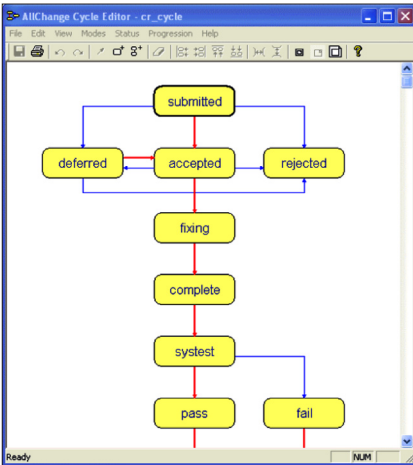 AllChange Cycle Editor - cr_cycle
File Edit View Modes Status Progression Help
submitted
deferred accepted rejected
fixing
complete
systest
pass fail
Ready NUM